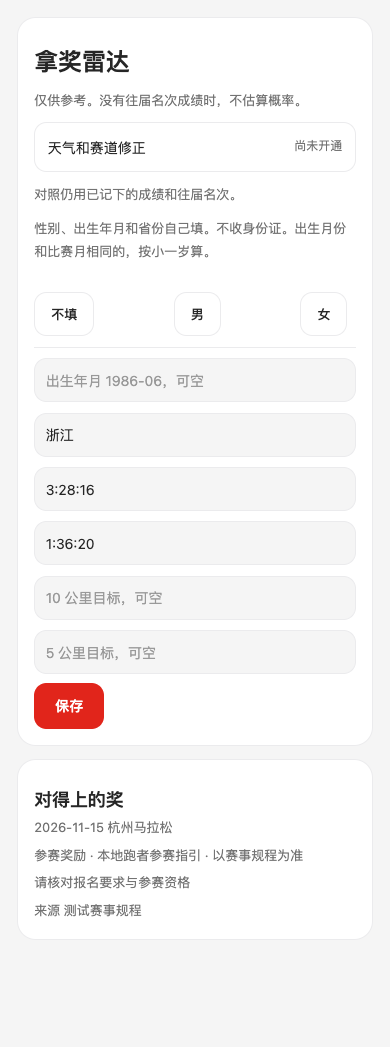 拿奖雷达
仅供参考。没有往届名次成绩时，不估算概率。
天气和赛道修正
尚未开通
对照仍用已记下的成绩和往届名次。
性别、出生年月和省份自己填。不收身份证。出生月份
和比赛月相同的，按小一岁算。
不填
男
女
出生年月 1986-06，可空
浙江
3:28:16
1:36:20
10 公里目标，可空
5 公里目标，可空
保存
对得上的奖
2026-11-15 杭州马拉松
参赛奖励 · 本地跑者参赛指引 · 以赛事规程为准
请核对报名要求与参赛资格
来源 测试赛事规程